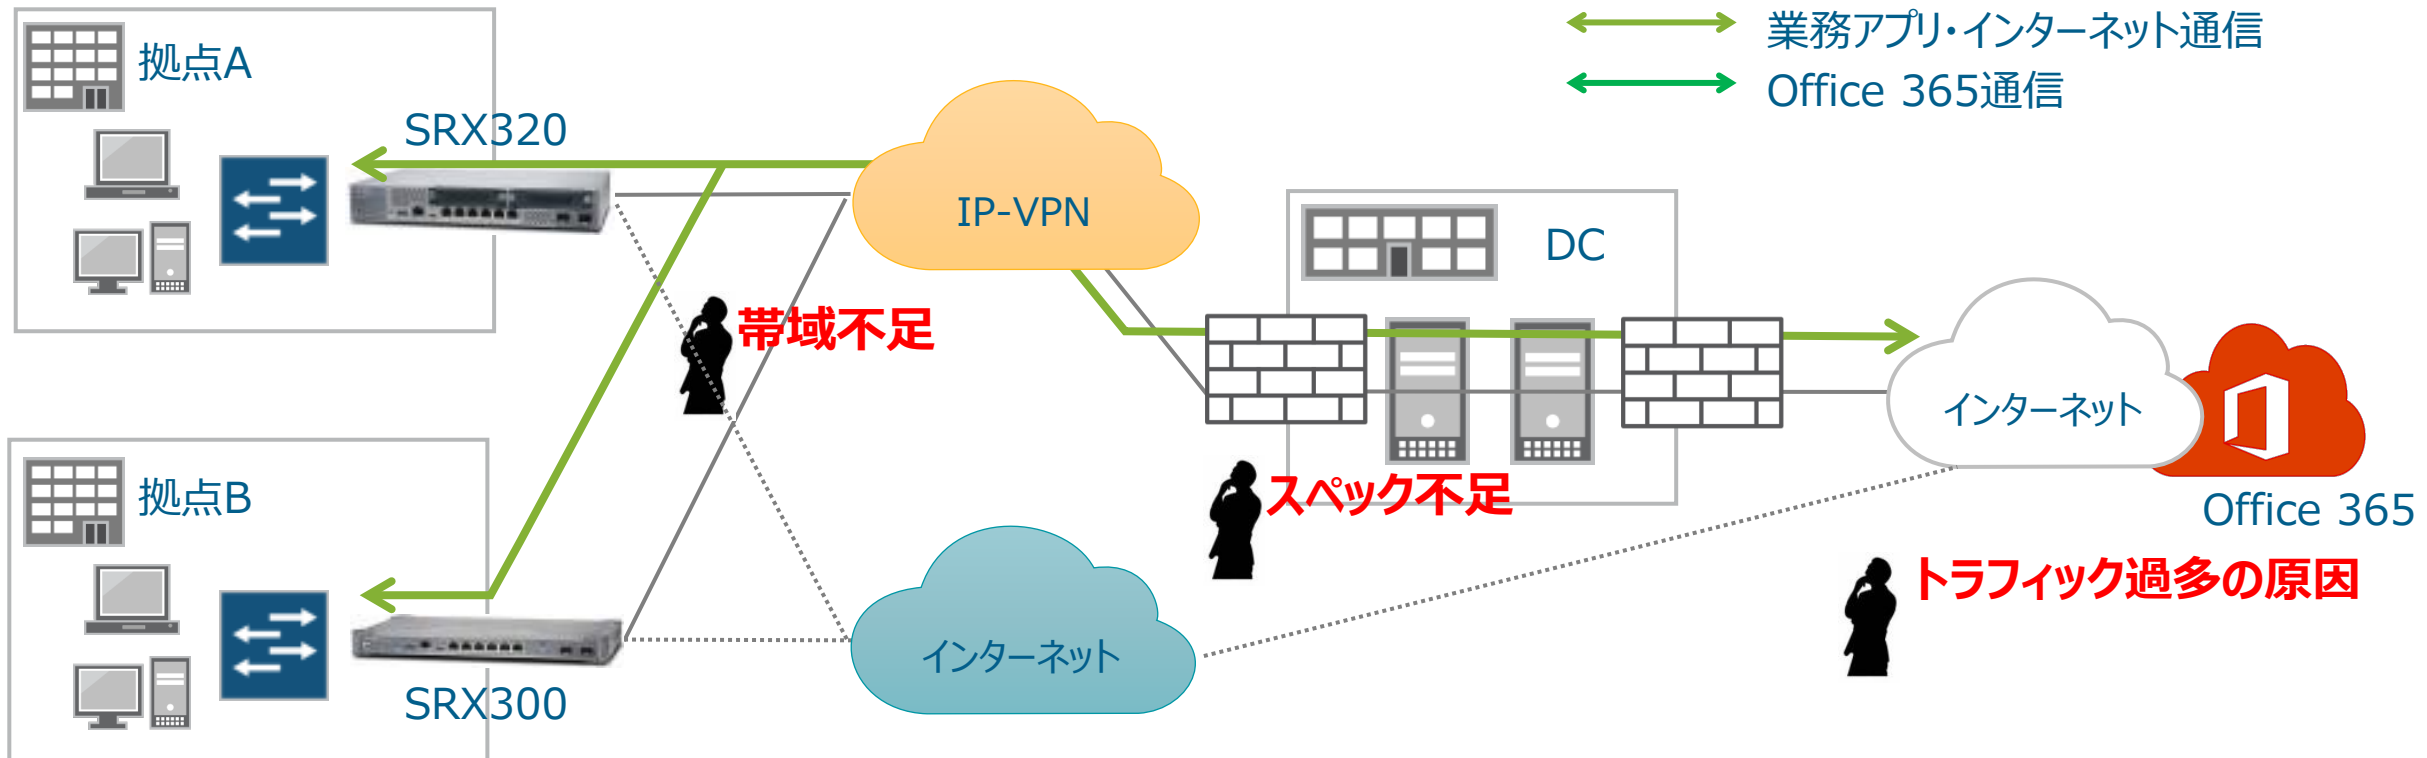 業務アプリ・インターネット通信
Office 365通信
拠点A
SRX320
IP-VPN
DC
帯域不足
インターネット
スペック不足
拠点B
Office 365
トラフィック過多の原因
インターネット
SRX300